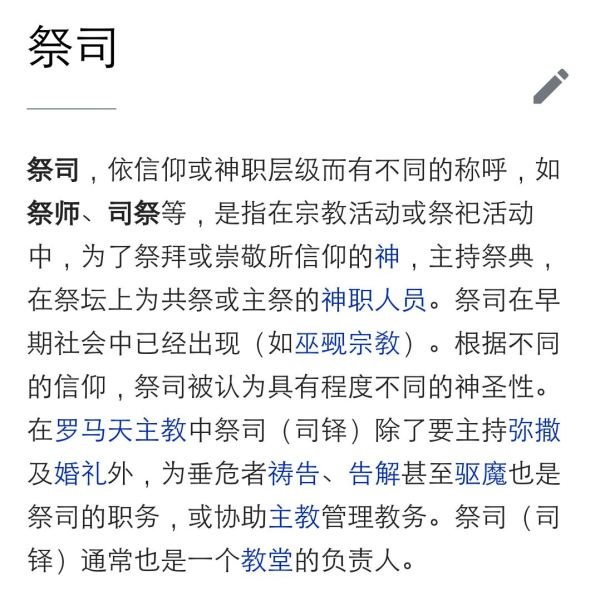 祭司
祭司，依信仰或神职层级而有不同的称呼，如
祭师、司祭等，是指在宗教活动或祭祀活动
中，为了祭拜或崇敬所信仰的神，主持祭典，
在祭坛上为共祭或主祭的神职人员。祭司在早
期社会中已经出现（如巫觋宗教）。根据不同
的信仰，祭司被认为具有程度不同的神圣性。
在罗马天主教中祭司（司铎）除了要主持弥撒
及婚礼外，为垂危者祷告、告解甚至驱魔也是
祭司的职务，或协助主教管理教务。祭司（司
铎）通常也是一个教堂的负责人。